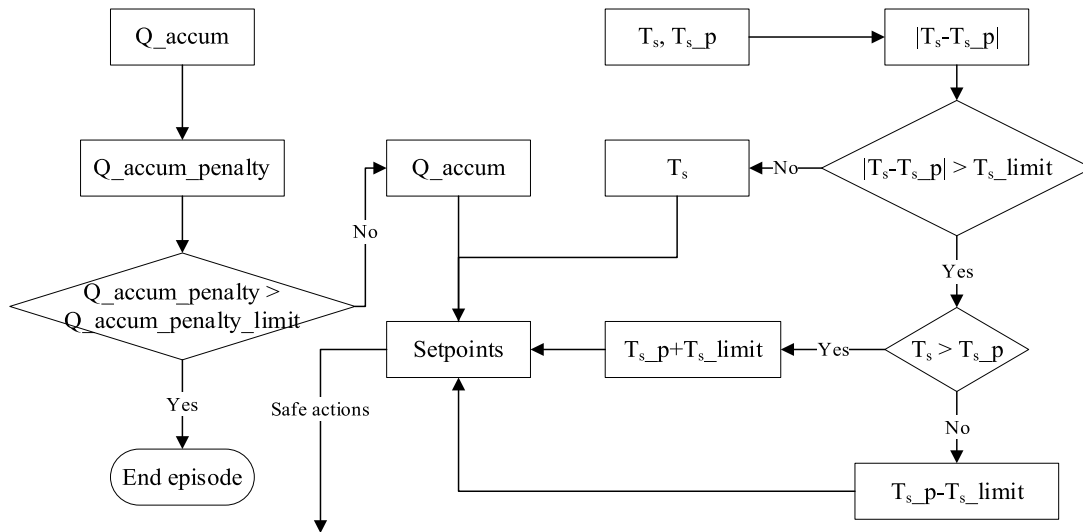 Q_accum
Tₛ, Tₛ_p
|Tₛ-Tₛ_p|
Q_accum_penalty
Q_accum
Tₛ
No
|Tₛ-Tₛ_p| > Tₛ_limit
No
Yes
Q_accum_penalty >
Q_accum_penalty_limit
Setpoints
Tₛ_p+Tₛ_limit
Yes
Tₛ > Tₛ_p
Yes
Safe actions
No
End episode
Tₛ_p-Tₛ_limit